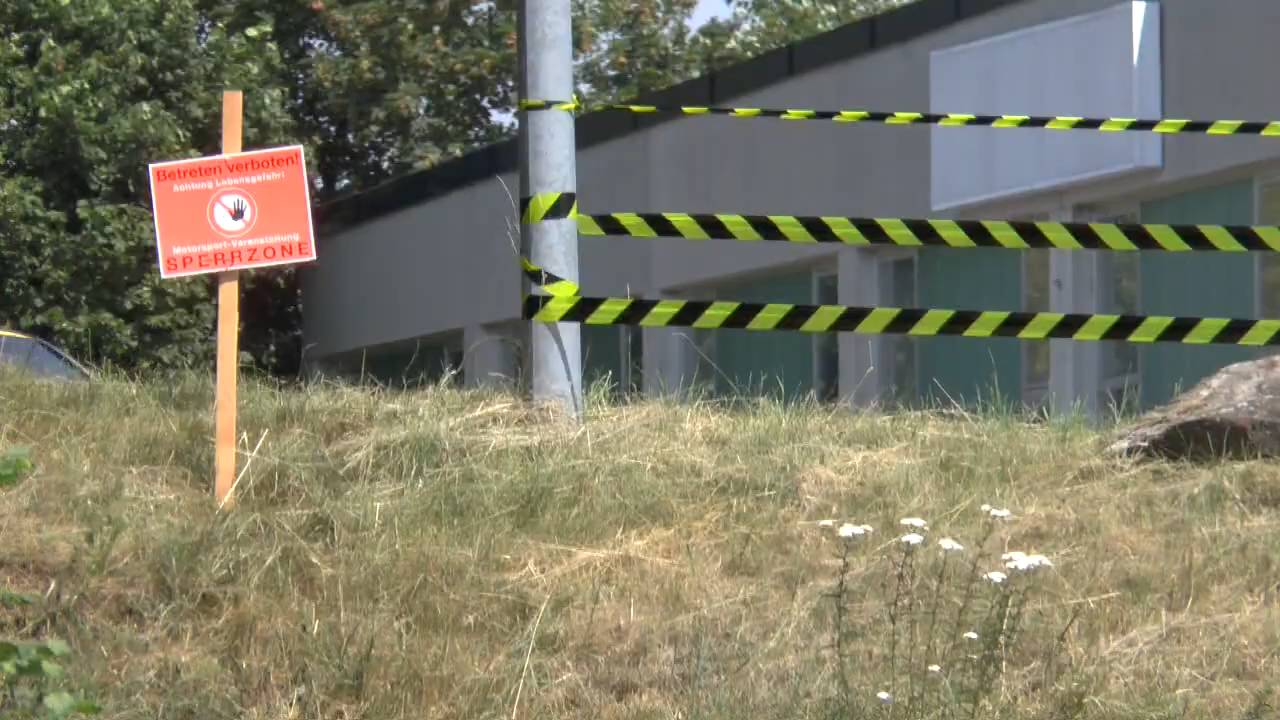 Betreten verboten!
Achtung Lebensgefahr!
Motorsport-Veranstaltung
SPERRZONE